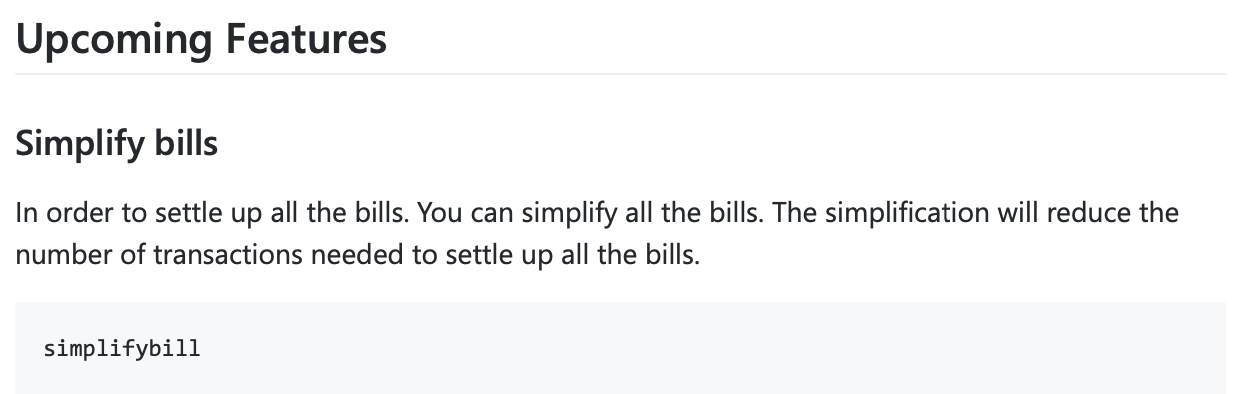 Upcoming Features
Simplify bills
In order to settle up all the bills. You can simplify all the bills. The simplification will reduce the
number of transactions needed to settle up all the bills.
simplifybill